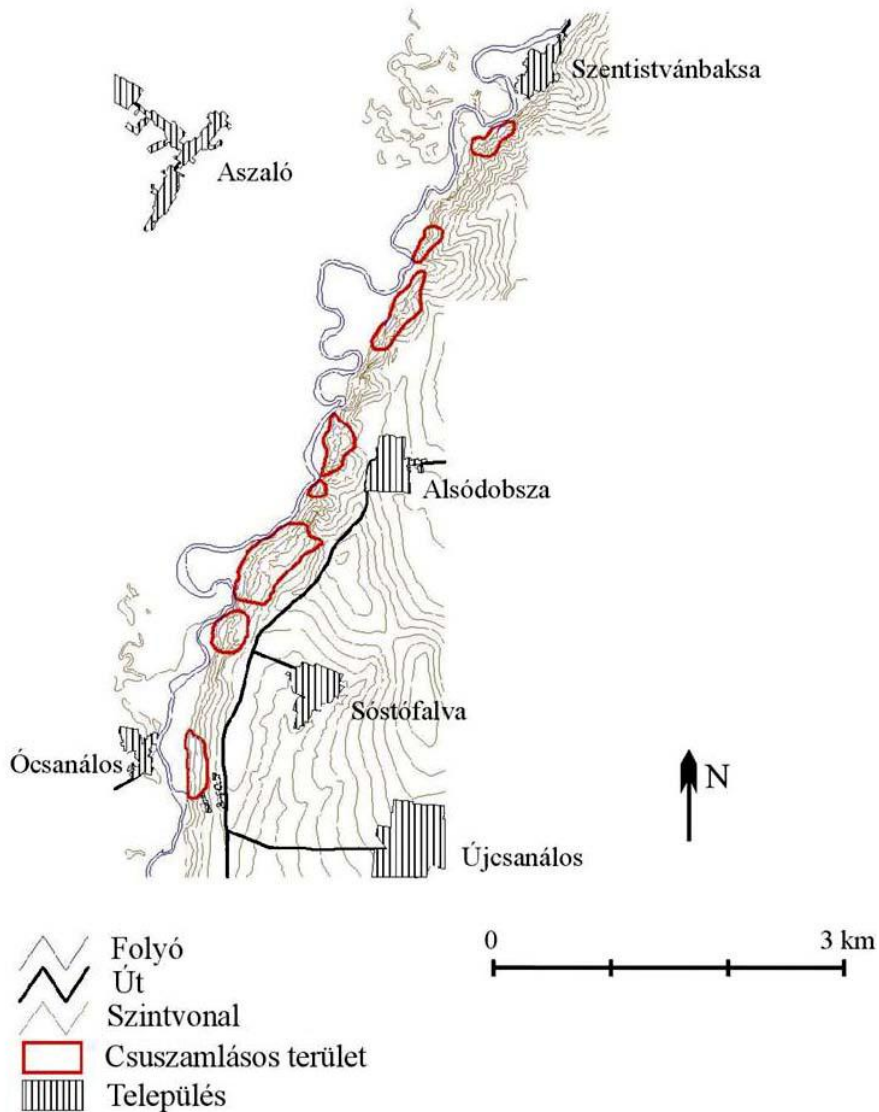 Szentistvánbaksa
Aszaló
Alsódobsza
Sóstófalva
Ócsanálos
Újcsanálos
N
0 3 km
Folyó
Út
Szintvonal
Csuszamlásos terület
Település